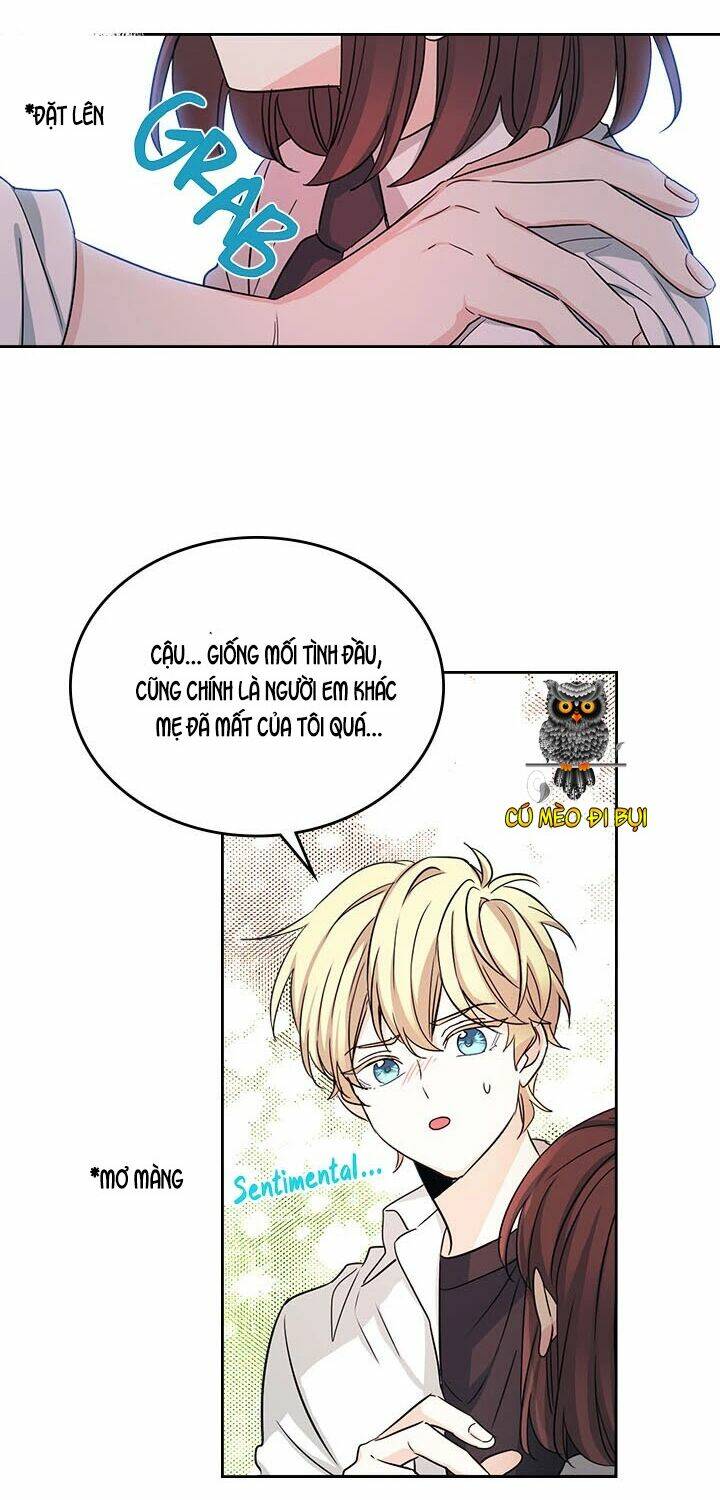 *ĐẶT LÊN
GRAB
CẬU... GIỐNG MỐI TÌNH ĐẦU,
CŨNG CHÍNH LÀ NGƯỜI EM KHÁC
MẸ ĐÃ MẤT CỦA TÔI QUÁ...
CÚ MÈO ĐI BỤI
*MƠ MÀNG
Sentimental...